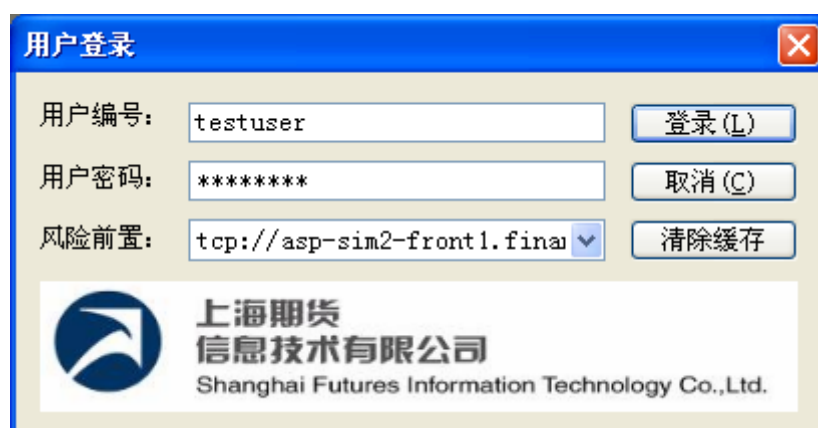 用户登录
用户编号: testuser 登录(L)
用户密码: ******** 取消(C)
风险前置: tcp://asp-sim2-front1.fina 清除缓存
上海期货
信息技术有限公司
Shanghai Futures Information Technology Co.,Ltd.